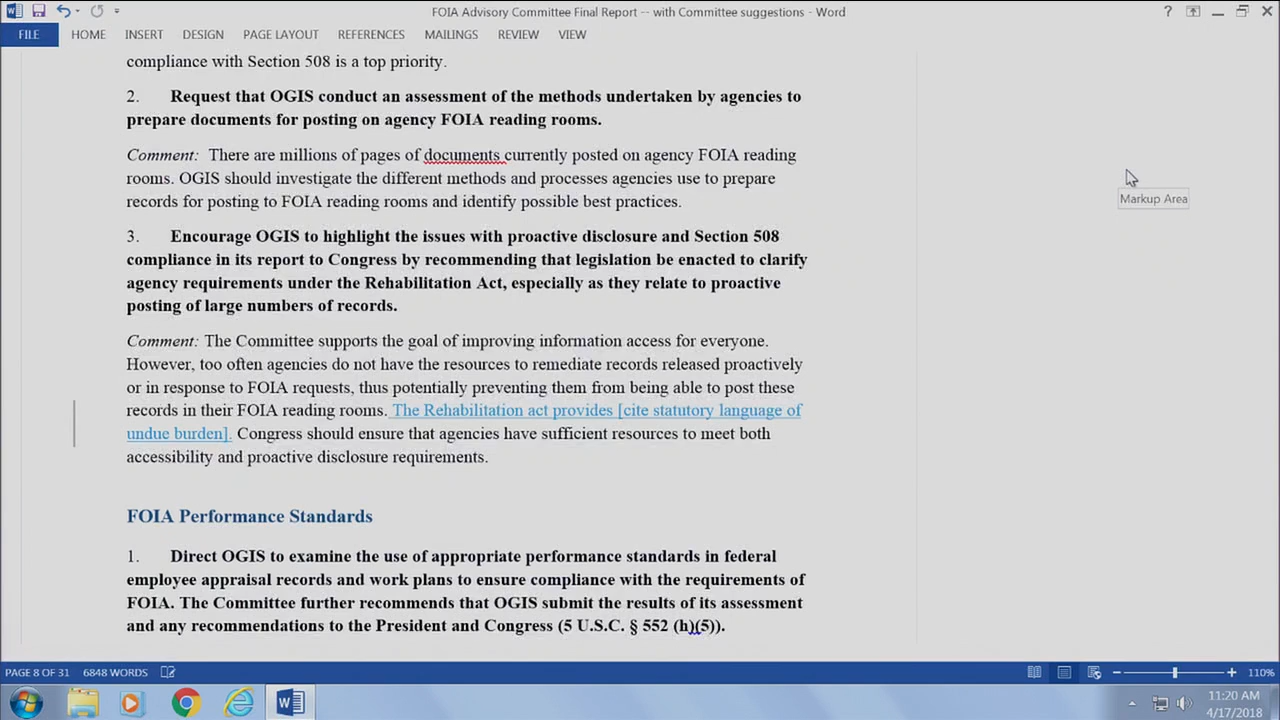 FOIA Advisory Committee Final Report -- with Committee suggestions - Word
?
FILE HOME INSERT DESIGN PAGE LAYOUT REFERENCES MAILINGS REVIEW VIEW
compliance with Section 508 is a top priority.
2. Request that OGIS conduct an assessment of the methods undertaken by agencies to
prepare documents for posting on agency FOIA reading rooms.
Comment: There are millions of pages of documents currently posted on agency FOIA reading
rooms. OGIS should investigate the different methods and processes agencies use to prepare
records for posting to FOIA reading rooms and identify possible best practices.
Markup Area
3. Encourage OGIS to highlight the issues with proactive disclosure and Section 508
compliance in its report to Congress by recommending that legislation be enacted to clarify
agency requirements under the Rehabilitation Act, especially as they relate to proactive
posting of large numbers of records.
Comment: The Committee supports the goal of improving information access for everyone.
However, too often agencies do not have the resources to remediate records released proactively
or in response to FOIA requests, thus potentially preventing them from being able to post these
records in their FOIA reading rooms. The Rehabilitation act provides [cite statutory language of
undue burden]. Congress should ensure that agencies have sufficient resources to meet both
accessibility and proactive disclosure requirements.
FOIA Performance Standards
1. Direct OGIS to examine the use of appropriate performance standards in federal
employee appraisal records and work plans to ensure compliance with the requirements of
FOIA. The Committee further recommends that OGIS submit the results of its assessment
and any recommendations to the President and Congress (5 U.S.C. § 552 (h)(5)).
PAGE 8 OF 31 6848 WORDS 110%
11:20 AM
4/17/2018